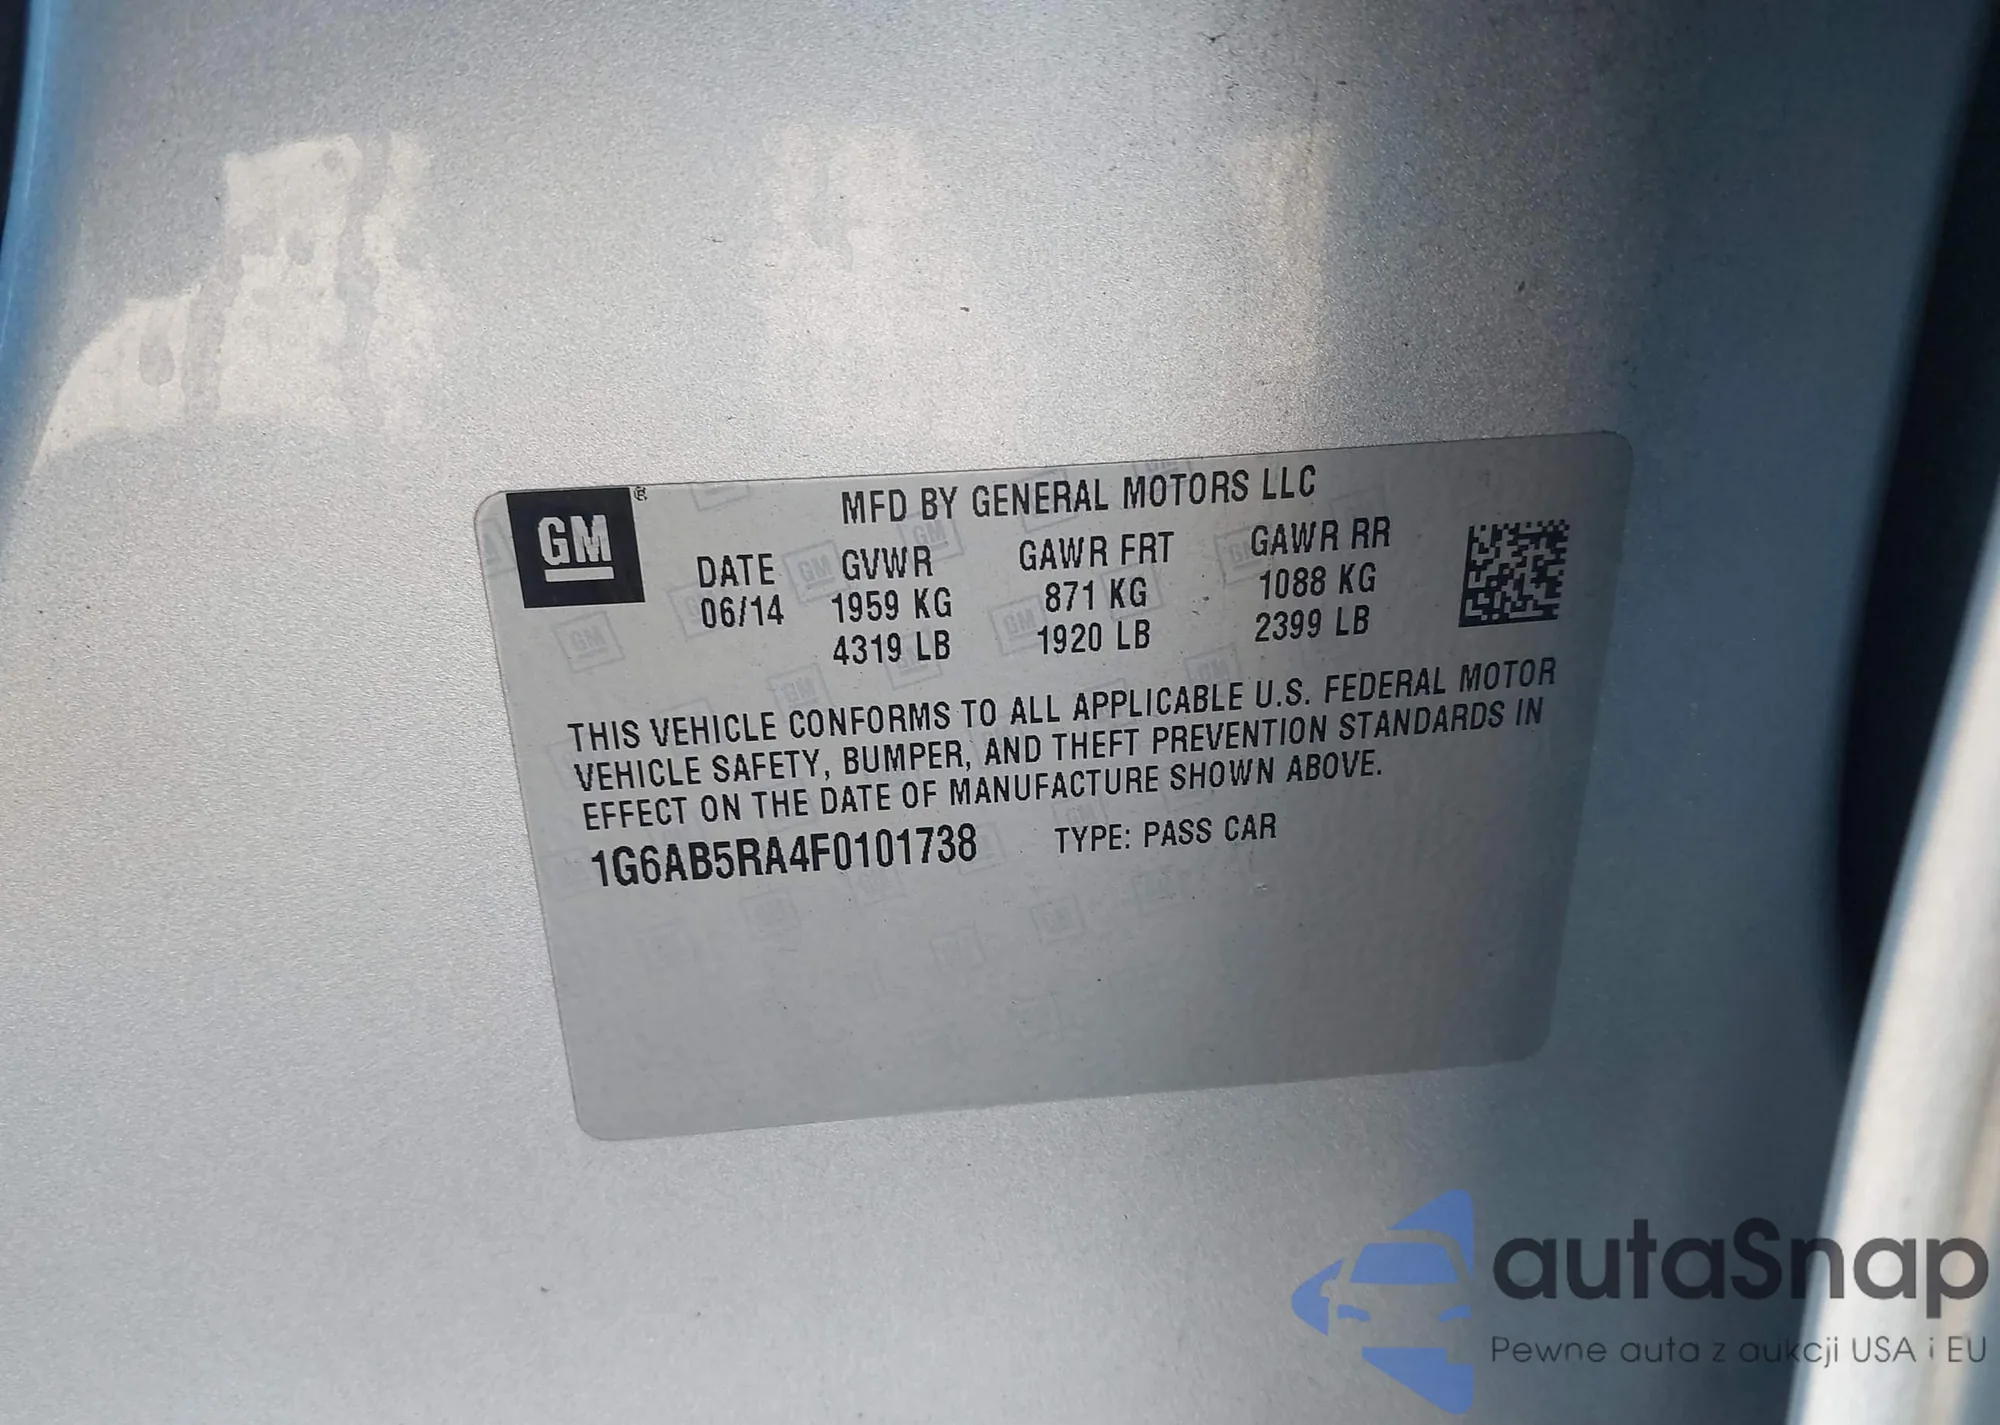 GM
MFD BY GENERAL MOTORS LLC
DATE GVWR GAWR FRT GAWR RR
06/14 1959 KG 871 KG 1088 KG
4319 LB 1920 LB 2399 LB
THIS VEHICLE CONFORMS TO ALL APPLICABLE U.S. FEDERAL MOTOR
VEHICLE SAFETY, BUMPER, AND THEFT PREVENTION STANDARDS IN
EFFECT ON THE DATE OF MANUFACTURE SHOWN ABOVE.
1G6AB5RA4F0101738 TYPE: PASS CAR
autaSnap
Pewne auta z aukcji USA i EU